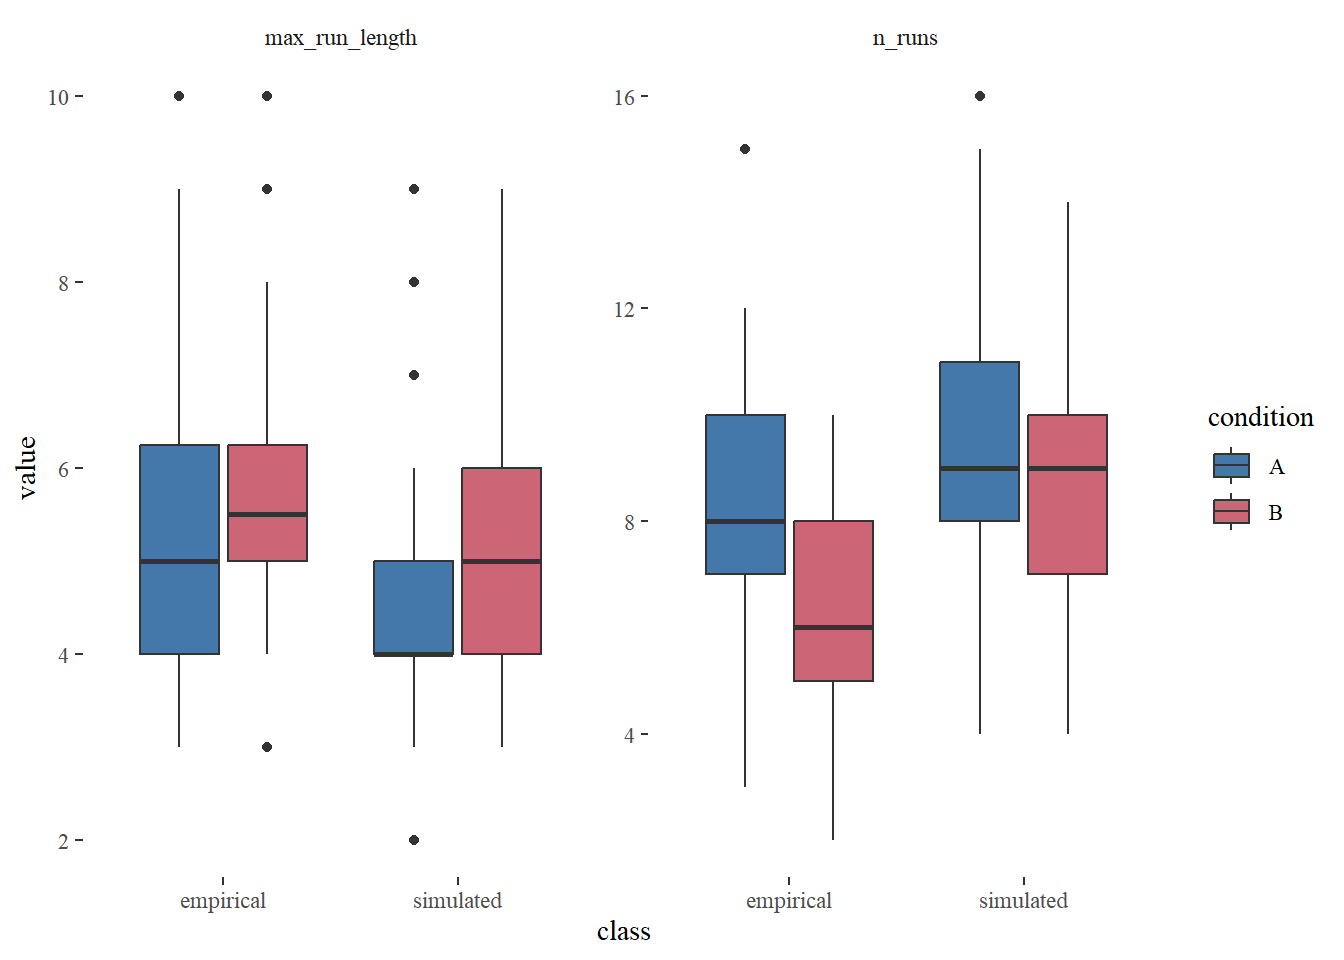 max_run_length
n_runs
10
8
6
4
2
value
16
12
8
4
empirical
simulated
empirical
simulated
class
condition
A
B